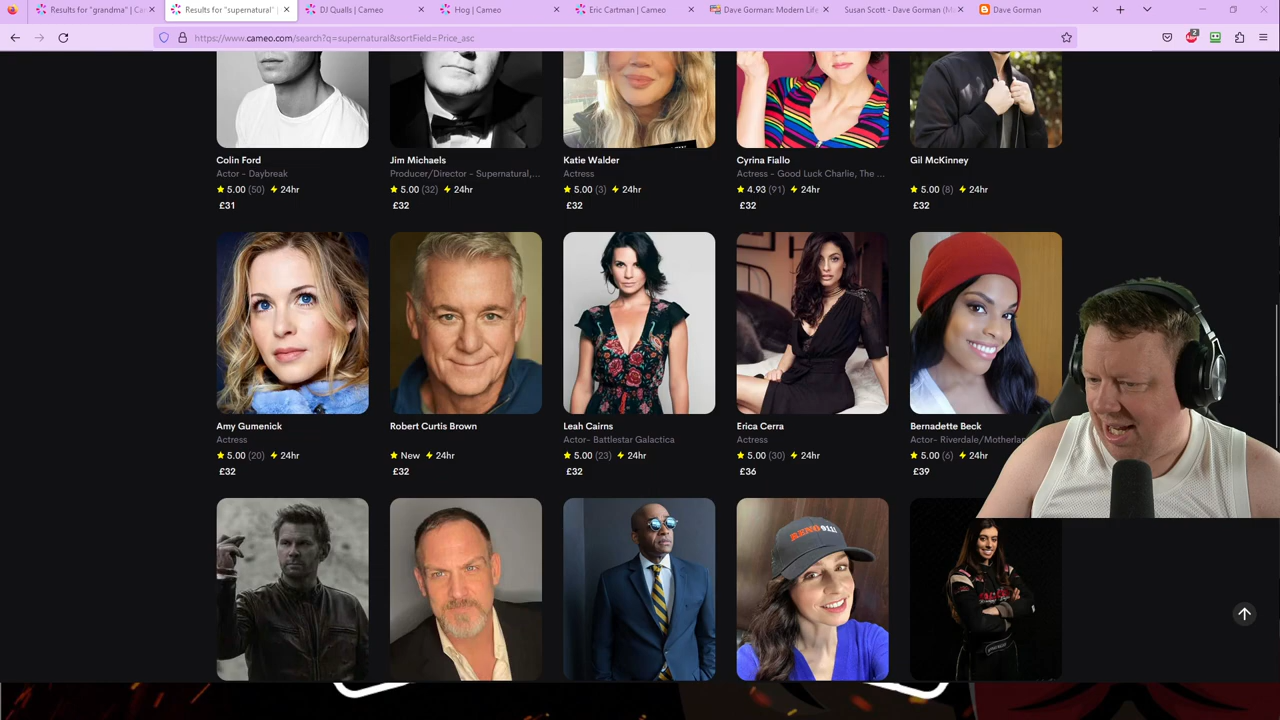 Results for "grandma" | Ca
Results for "supernatural"
DJ Qualls | Cameo
Hog | Cameo
Eric Cartman | Cameo
Dave Gorman: Modern Life
Susan Scott - Dave Gorman (M
Dave Gorman
https://www.cameo.com/search?q=supernatural&sortField=Price_asc
2
Colin Ford
Actor - Daybreak
5.00 (50) 24hr
£31
Jim Michaels
Producer/Director - Supernatural,...
5.00 (32) 24hr
£32
Katie Walder
Actress
5.00 (3) 24hr
£32
Cyrina Fiallo
Actress - Good Luck Charlie, The ...
4.93 (91) 24hr
£32
Gil McKinney
5.00 (8) 24hr
£32
Amy Gumenick
Actress
5.00 (20) 24hr
£32
Robert Curtis Brown
New 24hr
£32
Leah Cairns
Actor- Battlestar Galactica
5.00 (23) 24hr
£32
Erica Cerra
Actress
5.00 (30) 24hr
£36
Bernadette Beck
Actor- Riverdale/Motherlan
5.00 (6) 24hr
£39
RENO 911!